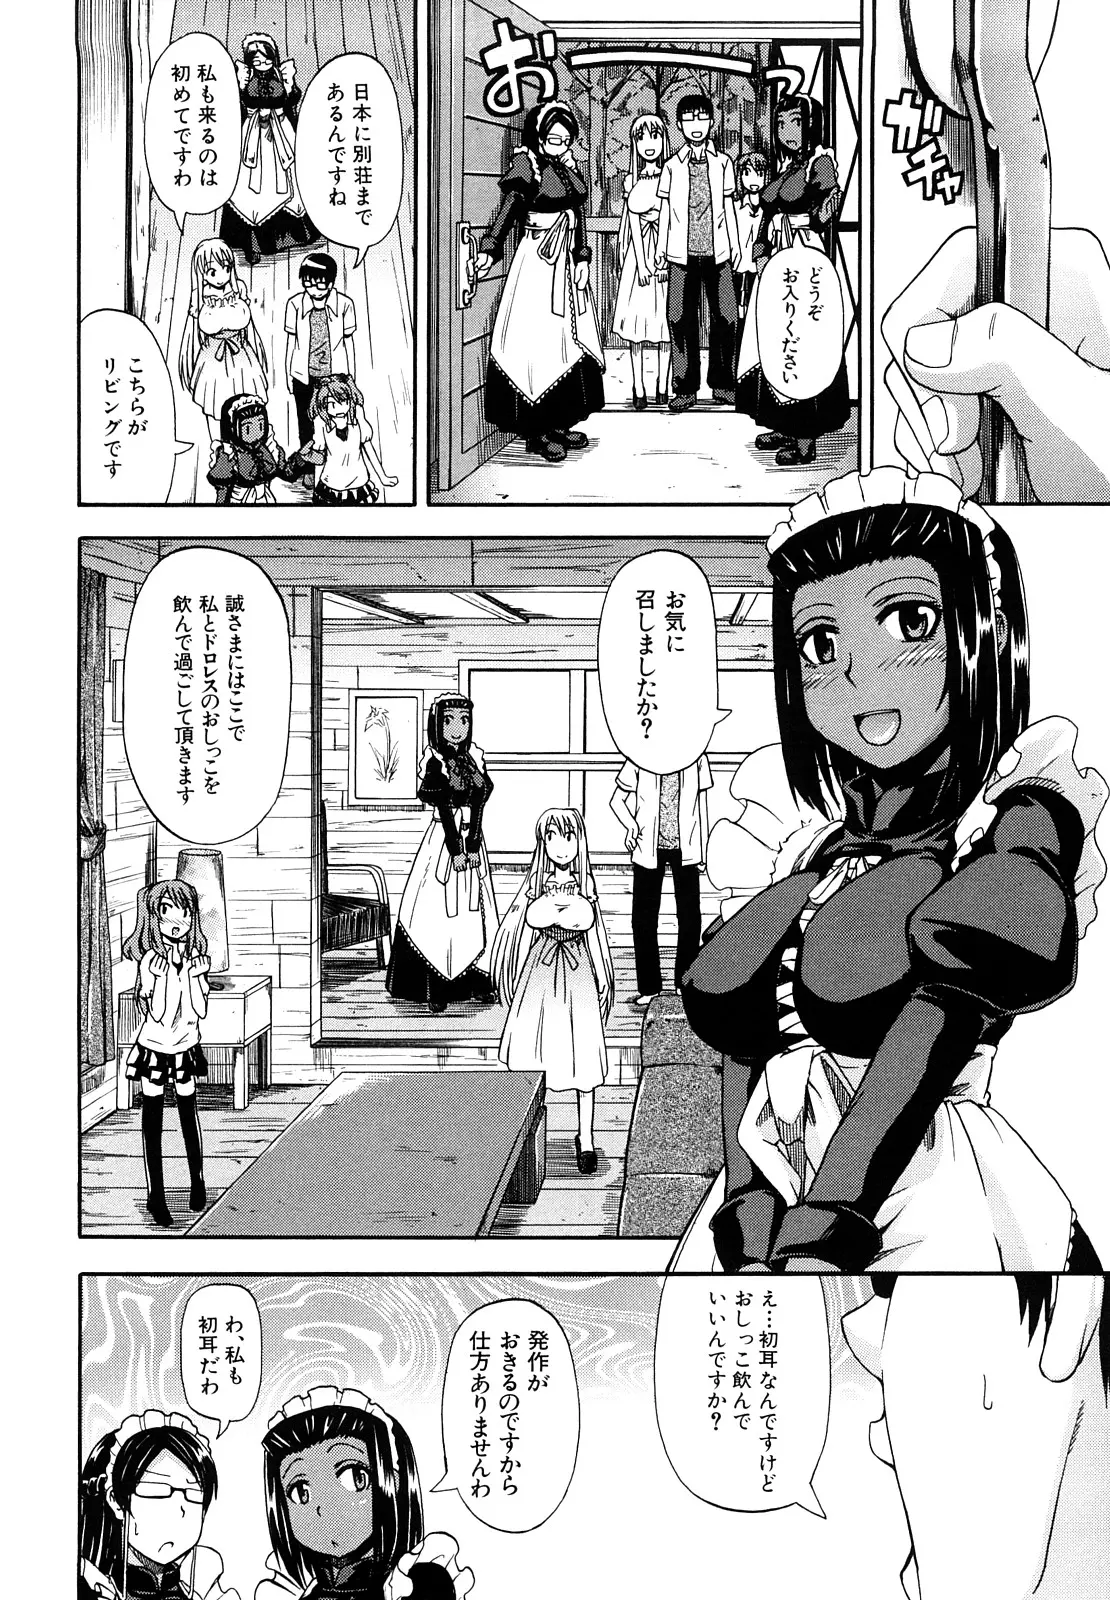 ガチャ
おーっ
どうぞ
お入りください
日本に別荘まで
あるんですね
私も来るのは
初めてですわ
こちらが
リビングです
お気に
召しましたか？
誠さまにはここで
私とドロレスのおしっこを
飲んで過ごして頂きます
え…初耳なんですけど
おしっこ飲んで
いいんですか？
発作が
おきるのですから
仕方ありませんわ
わ、私も
初耳だわ